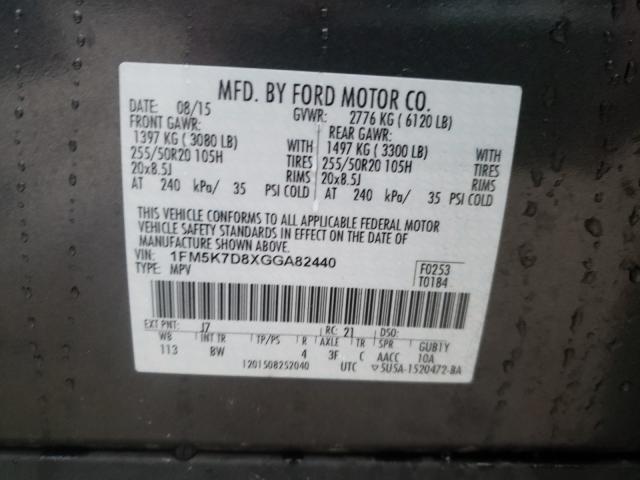 MFD. BY FORD MOTOR CO.
DATE: 08/15 GVWR: 2776 KG ( 6120 LB)
FRONT GAWR: REAR GAWR:
1397 KG ( 3080 LB) WITH 1497 KG ( 3300 LB) WITH
255/50R20 105H TIRES 255/50R20 105H TIRES
20x8.5J RIMS 20x8.5J RIMS
AT 240 kPa/ 35 PSI COLD AT 240 kPa/ 35 PSI COLD
THIS VEHICLE CONFORMS TO ALL APPLICABLE FEDERAL MOTOR
VEHICLE SAFETY STANDARDS IN EFFECT ON THE DATE OF
MANUFACTURE SHOWN ABOVE.
VIN: 1FM5K7D8XGGA82440 F0253
TYPE: MPV T0184
EXT PNT: J7 RC: 21 DSO:
WB INT TR TP/PS R AXLE TR SPR GUB1Y
113 BW 4 3F C AACC 10A
1201508252040 UTC ▽5U5A-1520472-BA